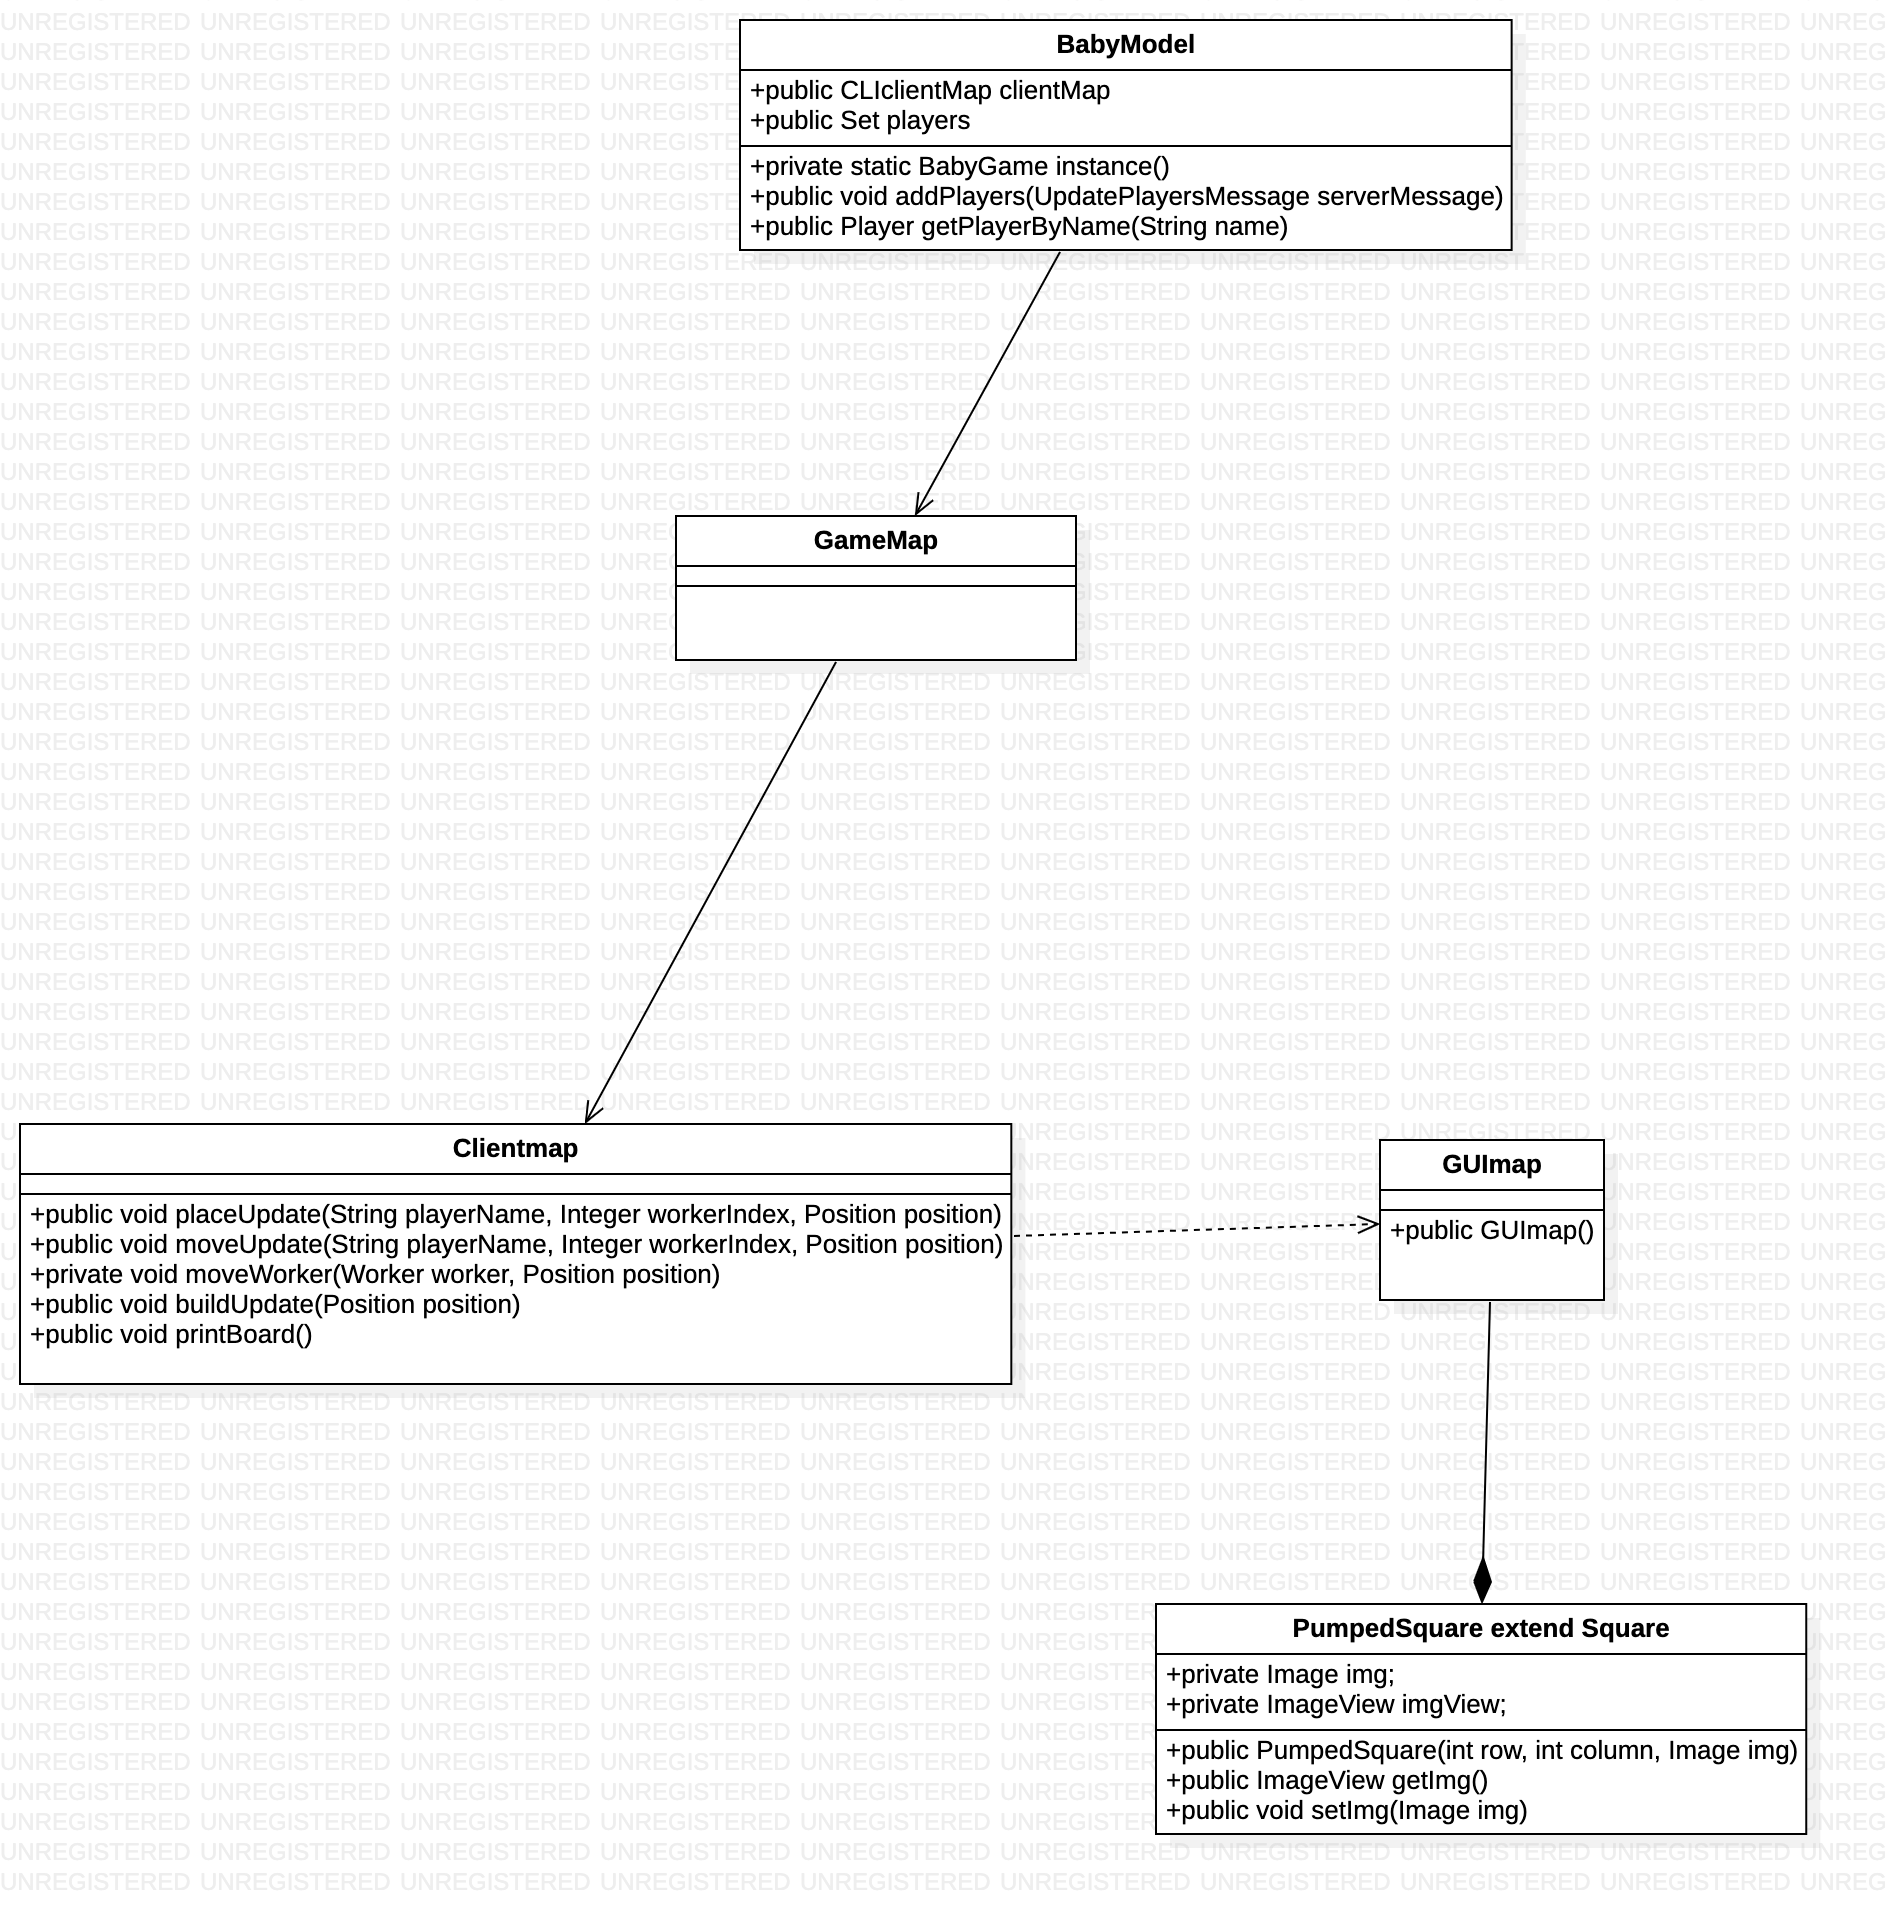 BabyModel
+public CLIclientMap clientMap
+public Set players
+private static BabyGame instance()
+public void addPlayers(UpdatePlayersMessage serverMessage)
+public Player getPlayerByName(String name)
GameMap
Clientmap
+public void placeUpdate(String playerName, Integer workerIndex, Position position)
+public void moveUpdate(String playerName, Integer workerIndex, Position position)
+private void moveWorker(Worker worker, Position position)
+public void buildUpdate(Position position)
+public void printBoard()
GUImap
+public GUImap()
PumpedSquare extend Square
+private Image img;
+private ImageView imgView;
+public PumpedSquare(int row, int column, Image img)
+public ImageView getImg()
+public void setImg(Image img)
UNREGISTERED